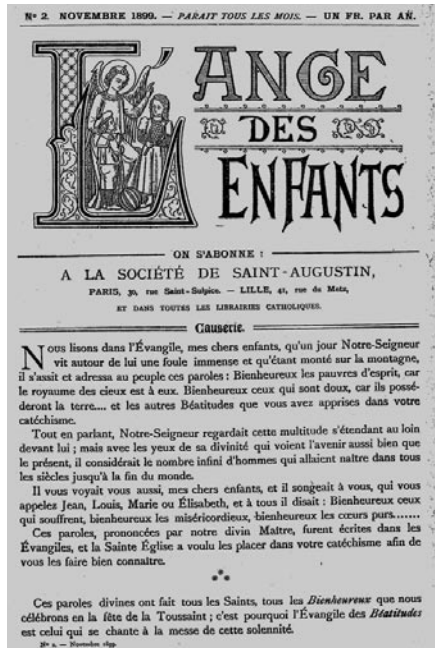 Nº 2. NOVEMBRE 1899. — PARAIT TOUS LES MOIS. — UN FR. PAR AN.
L'ANGE
DES
ENFANTS
ON S'ABONNE :
A LA SOCIÉTÉ DE SAINT-AUGUSTIN,
PARIS, 30, rue Saint-Sulpice. — LILLE, 41, rue de Metz,
ET DANS TOUTES LES LIBRAIRIES CATHOLIQUES.
Causerie.
NOUS lisons dans l'Évangile, mes chers enfants, qu'un jour Notre-Seigneur
vit autour de lui une foule immense et qu'étant monté sur la montagne,
il s'assit et adressa au peuple ces paroles : Bienheureux les pauvres d'esprit, car
le royaume des cieux est à eux. Bienheureux ceux qui sont doux, car ils possé-
deront la terre.... et les autres Béatitudes que vous avez apprises dans votre
catéchisme.
Tout en parlant, Notre-Seigneur regardait cette multitude s'étendant au loin
devant lui ; mais avec les yeux de sa divinité qui voient l'avenir aussi bien que
le présent, il considérait le nombre infini d'hommes qui allaient naître dans tous
les siècles jusqu'à la fin du monde.
Il vous voyait vous aussi, mes chers enfants, et il songeait à vous, qui vous
appelez Jean, Louis, Marie ou Élisabeth, et à tous il disait : Bienheureux ceux
qui souffrent, bienheureux les miséricordieux, bienheureux les cœurs purs.......
Ces paroles, prononcées par notre divin Maître, furent écrites dans les
Évangiles, et la Sainte Église a voulu les placer dans votre catéchisme afin de
vous les faire bien connaître.
Ces paroles divines ont fait tous les Saints, tous les Bienheureux que nous
célébrons en la fête de la Toussaint ; c'est pourquoi l'Évangile des Béatitudes
est celui qui se chante à la messe de cette solennité.
Nº 2. — Novembre 1899.